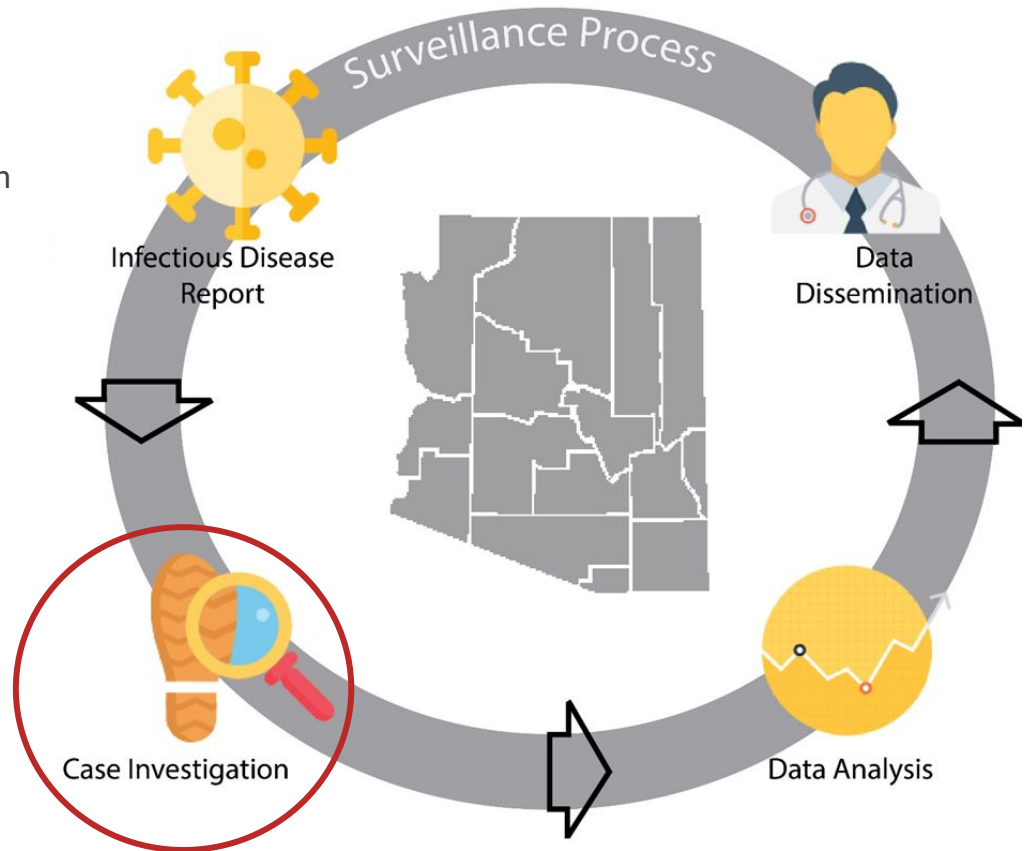 Surveillance Process
n
Infectious Disease
Report
Data
Dissemination
Case Investigation
Data Analysis